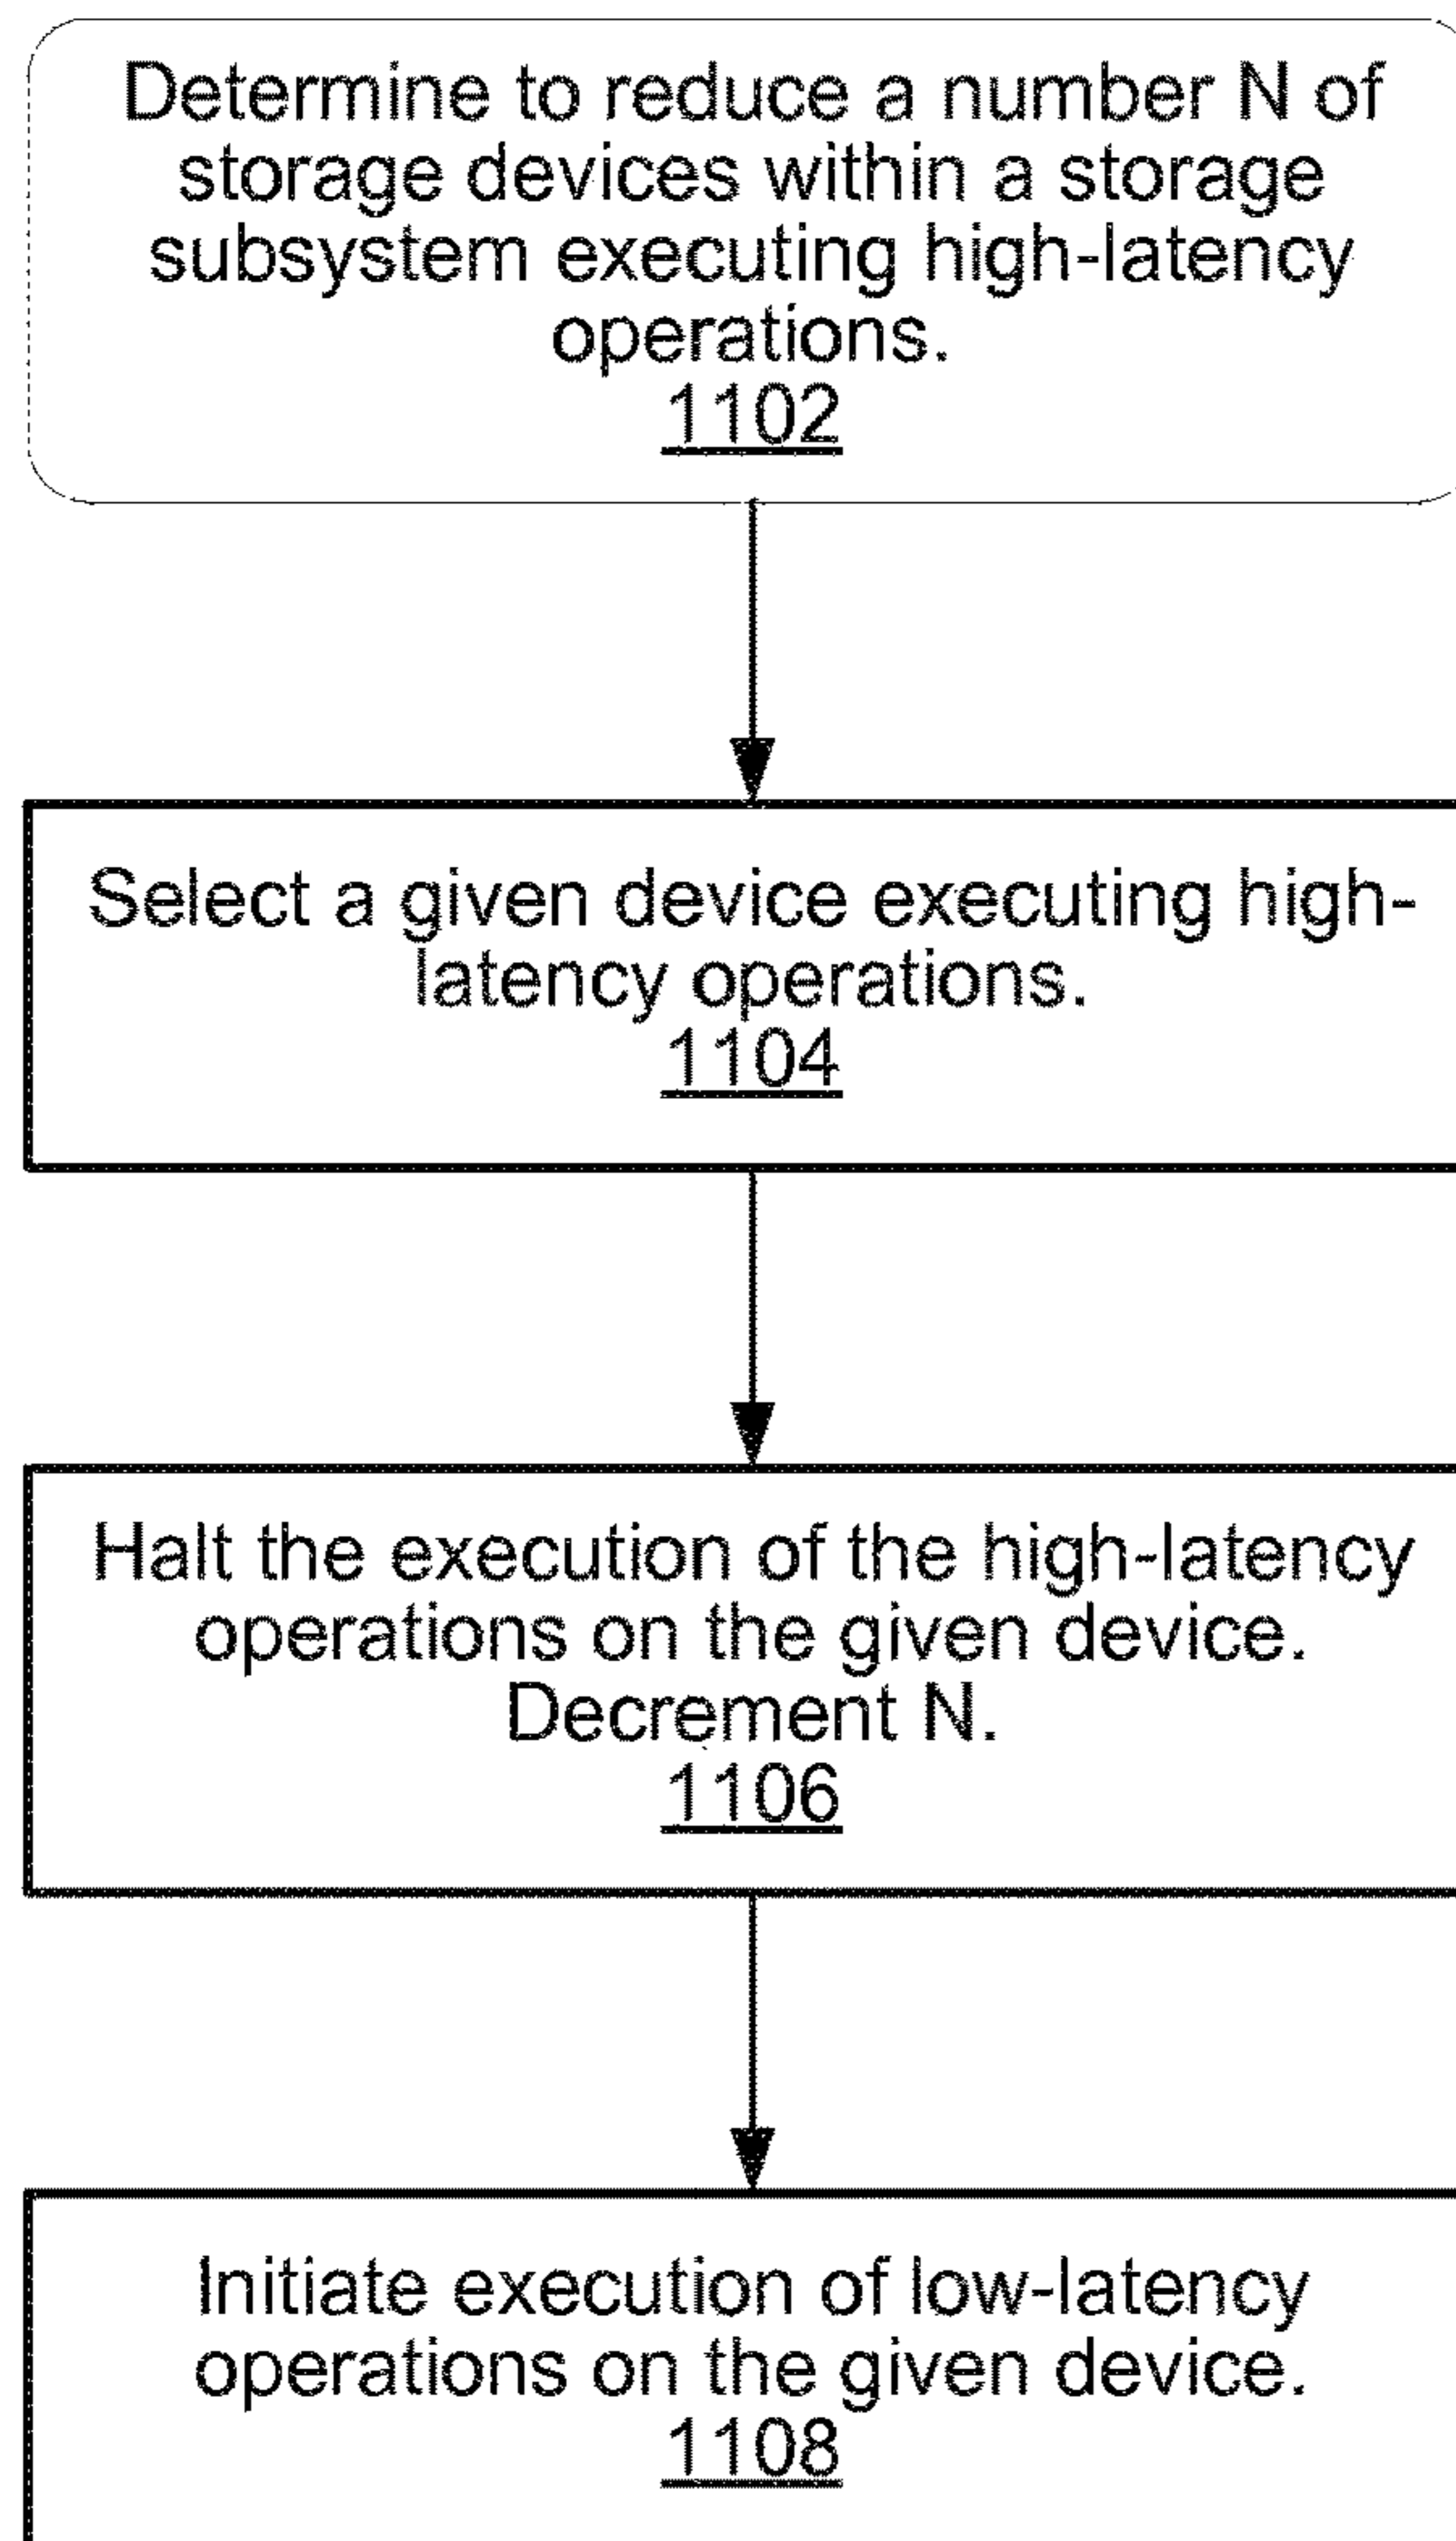 Determine to reduce a number N of
storage devices within a storage
subsystem executing high-latency
operations.
1102
Select a given device executing high-
latency operations.
1104
Halt the execution of the high-latency
operations on the given device.
Decrement N.
1106
Initiate execution of low-latency
operations on the given device.
1108